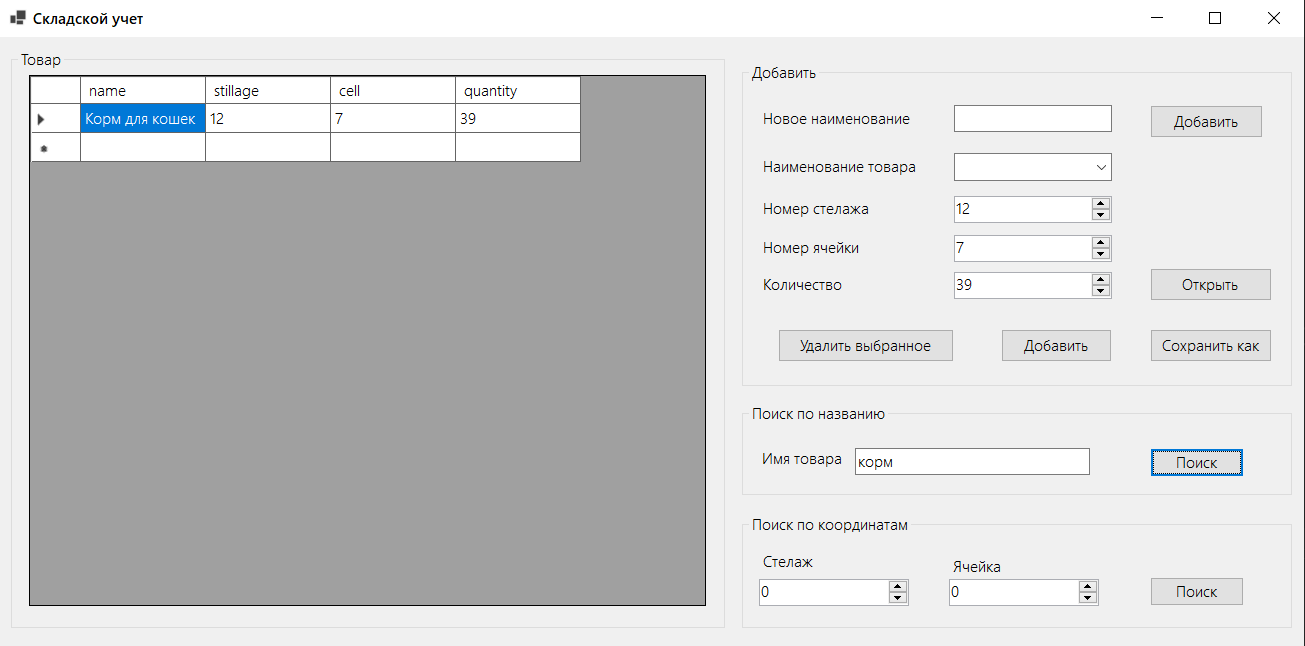 Складской учет
Товар
name stillage cell quantity
Корм для кошек 12 7 39
Добавить
Новое наименование Добавить
Наименование товара
Номер стелажа 12
Номер ячейки 7
Количество 39 Открыть
Удалить выбранное Добавить Сохранить как
Поиск по названию
Имя товара корм Поиск
Поиск по координатам
Стелаж Ячейка
0 0 Поиск